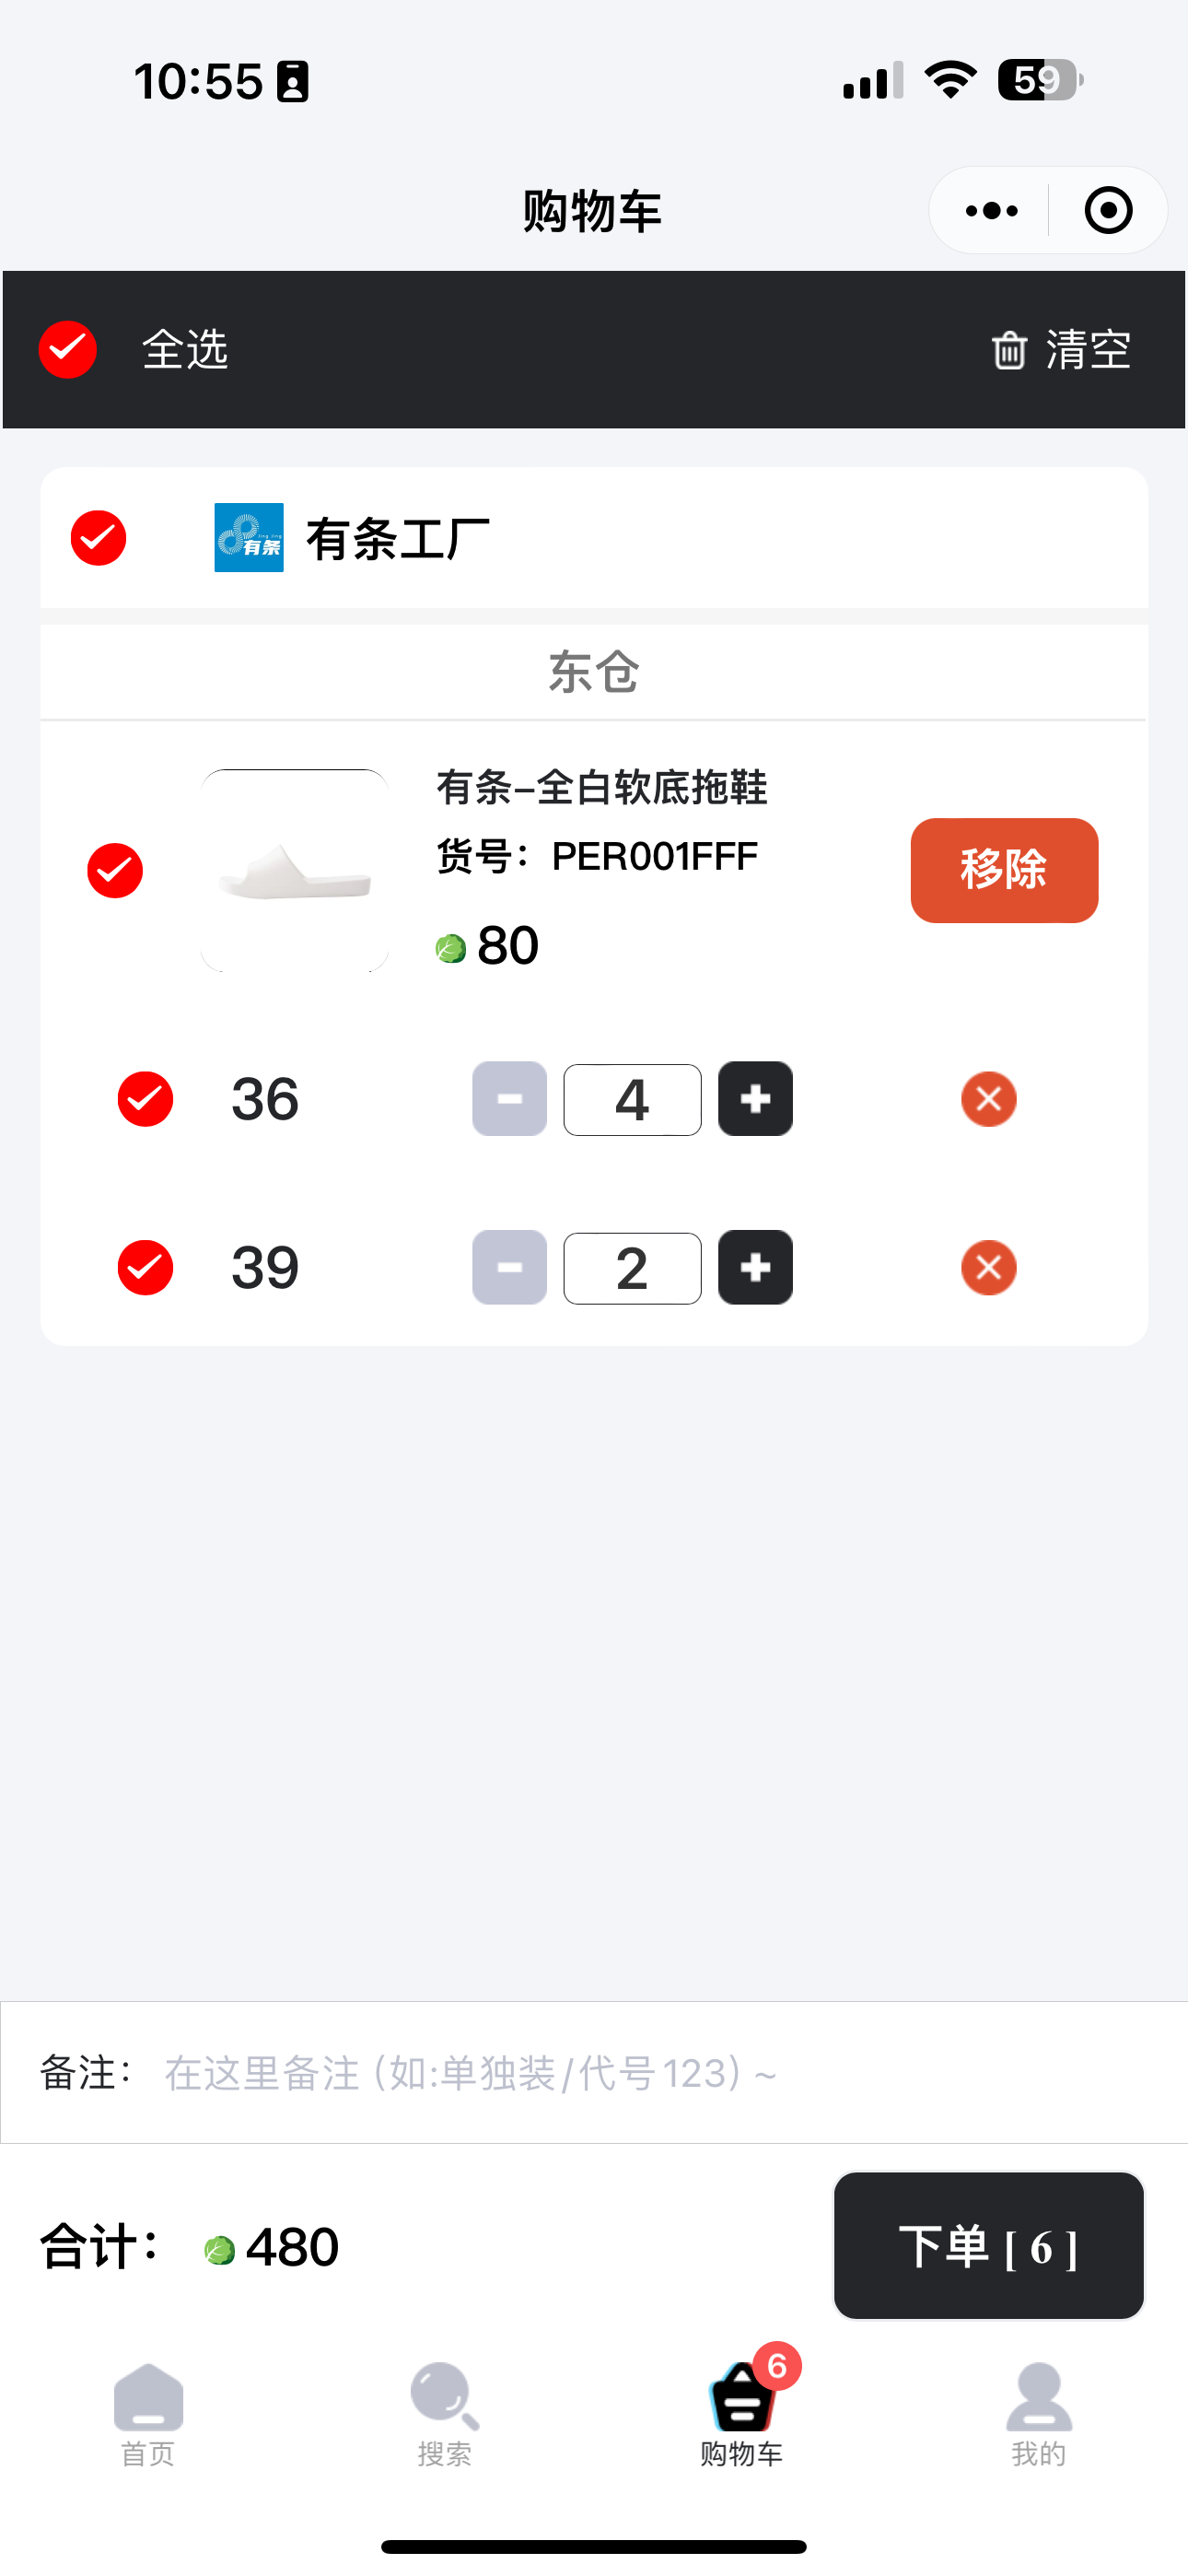 10:55
59
购物车
全选
清空
有条
有条工厂
东仓
有条-全白软底拖鞋
货号：PER001FFF
移除
80
36
4
39
2
备注：
在这里备注（如:单独装/代号123）~
合计：
480
下单 [ 6 ]
6
首页
搜索
购物车
我的